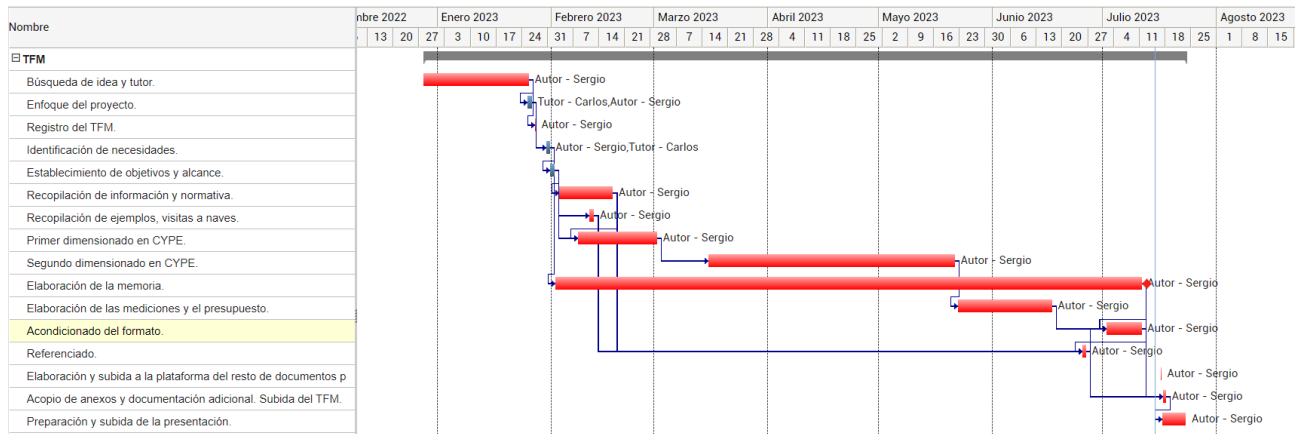 Nombre
mbre 2022 Enero 2023 Febrero 2023 Marzo 2023 Abril 2023 Mayo 2023 Junio 2023 Julio 2023 Agosto 2023
13 20 27 3 10 17 24 31 7 14 21 28 7 14 21 28 4 11 18 25 2 9 16 23 30 6 13 20 27 4 11 18 25 1 8 15
TFM
Búsqueda de idea y tutor. Autor - Sergio
Enfoque del proyecto. Tutor - Carlos,Autor - Sergio
Registro del TFM. Autor - Sergio
Identificación de necesidades. Autor - Sergio,Tutor - Carlos
Establecimiento de objetivos y alcance.
Recopilación de información y normativa. Autor - Sergio
Recopilación de ejemplos, visitas a naves. Autor - Sergio
Primer dimensionado en CYPE. Autor - Sergio
Segundo dimensionado en CYPE. Autor - Sergio
Elaboración de la memoria. Autor - Sergio
Elaboración de las mediciones y el presupuesto. Autor - Sergio
Acondicionado del formato. Autor - Sergio
Referenciado. Autor - Sergio
Elaboración y subida a la plataforma del resto de documentos p Autor - Sergio
Acopio de anexos y documentación adicional. Subida del TFM. Autor - Sergio
Preparación y subida de la presentación. Autor - Sergio